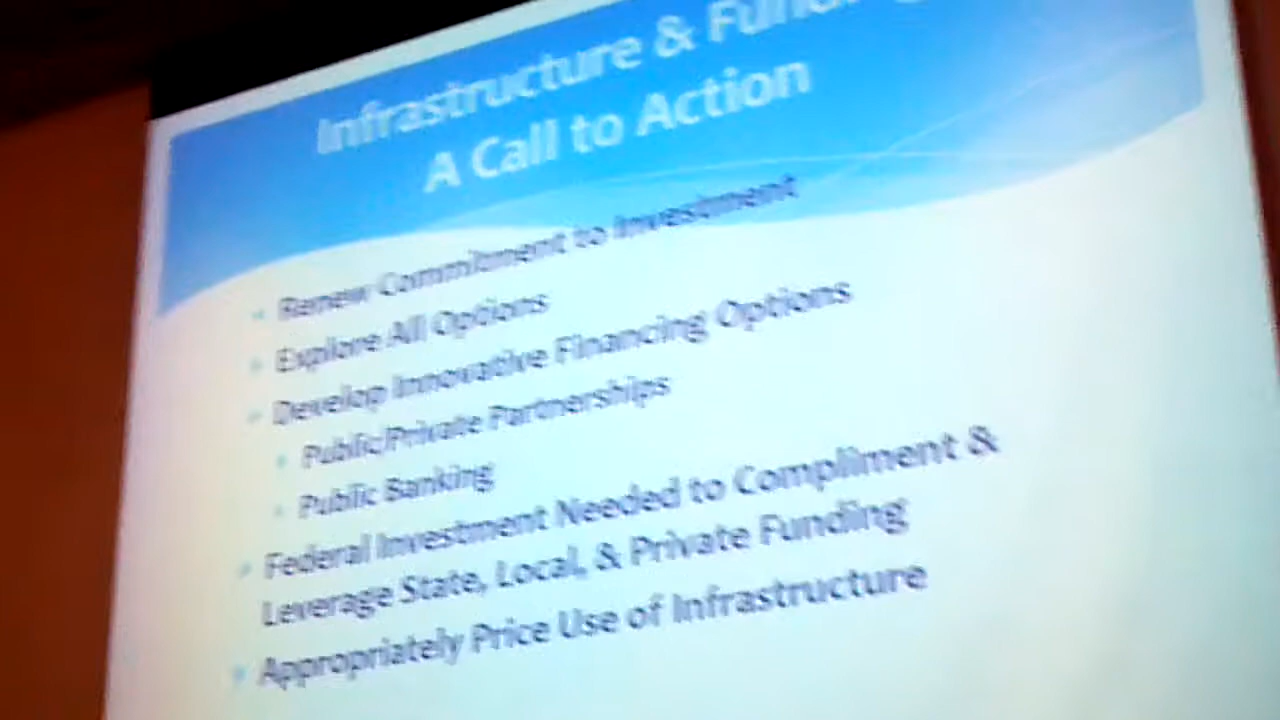 Infrastructure & Funding
A Call to Action
Renew Commitment to Investment
Explore All Options
Develop Innovative Financing Options
Public/Private Partnerships
Public Banking
Federal Investment Needed to Compliment &
Leverage State, Local, & Private Funding
Appropriately Price Use of Infrastructure